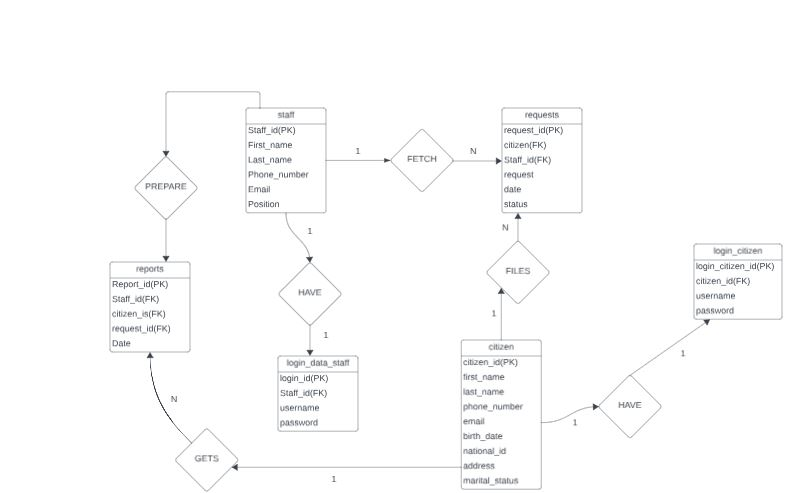 staff
Staff_id(PK)
First_name
Last_name
Phone_number
Email
Position
1
FETCH
N
requests
request_id(PK)
citizen(FK)
Staff_id(FK)
request
date
status
PREPARE
reports
Report_id(PK)
Staff_id(FK)
citizen_is(FK)
request_id(FK)
Date
1
HAVE
1
login_data_staff
login_id(PK)
Staff_id(FK)
username
password
N
FILES
1
login_citizen
login_citizen_id(PK)
citizen_id(FK)
username
password
citizen
citizen_id(PK)
first_name
last_name
phone_number
email
birth_date
national_id
address
marital_status
1
HAVE
1
N
GETS
1